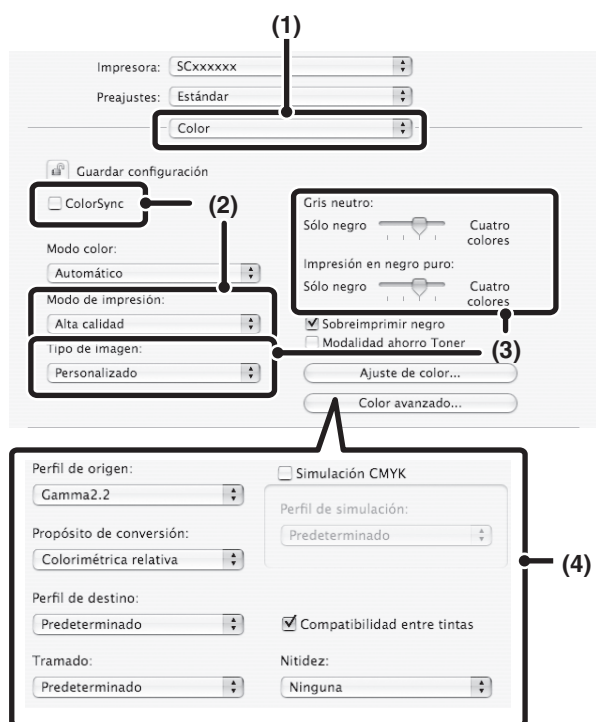 (1)
Impresora: SCxxxxxx
Preajustes: Estándar
Color
Guardar configuración
ColorSync
(2)
Modo color:
Automático
Modo de impresión:
Alta calidad
Tipo de imagen:
Personalizado
Gris neutro:
Sólo negro Cuatro colores
Impresión en negro puro:
Sólo negro Cuatro colores
Sobreimprimir negro
(3)
Modalidad ahorro Toner
Ajuste de color...
Color avanzado...
Perfil de origen:
Gamma2.2
Propósito de conversión:
Colorimétrica relativa
Perfil de destino:
Predeterminado
Tramado:
Predeterminado
Simulación CMYK
Perfil de simulación:
Predeterminado
(4)
Compatibilidad entre tintas
Nitidez:
Ninguna